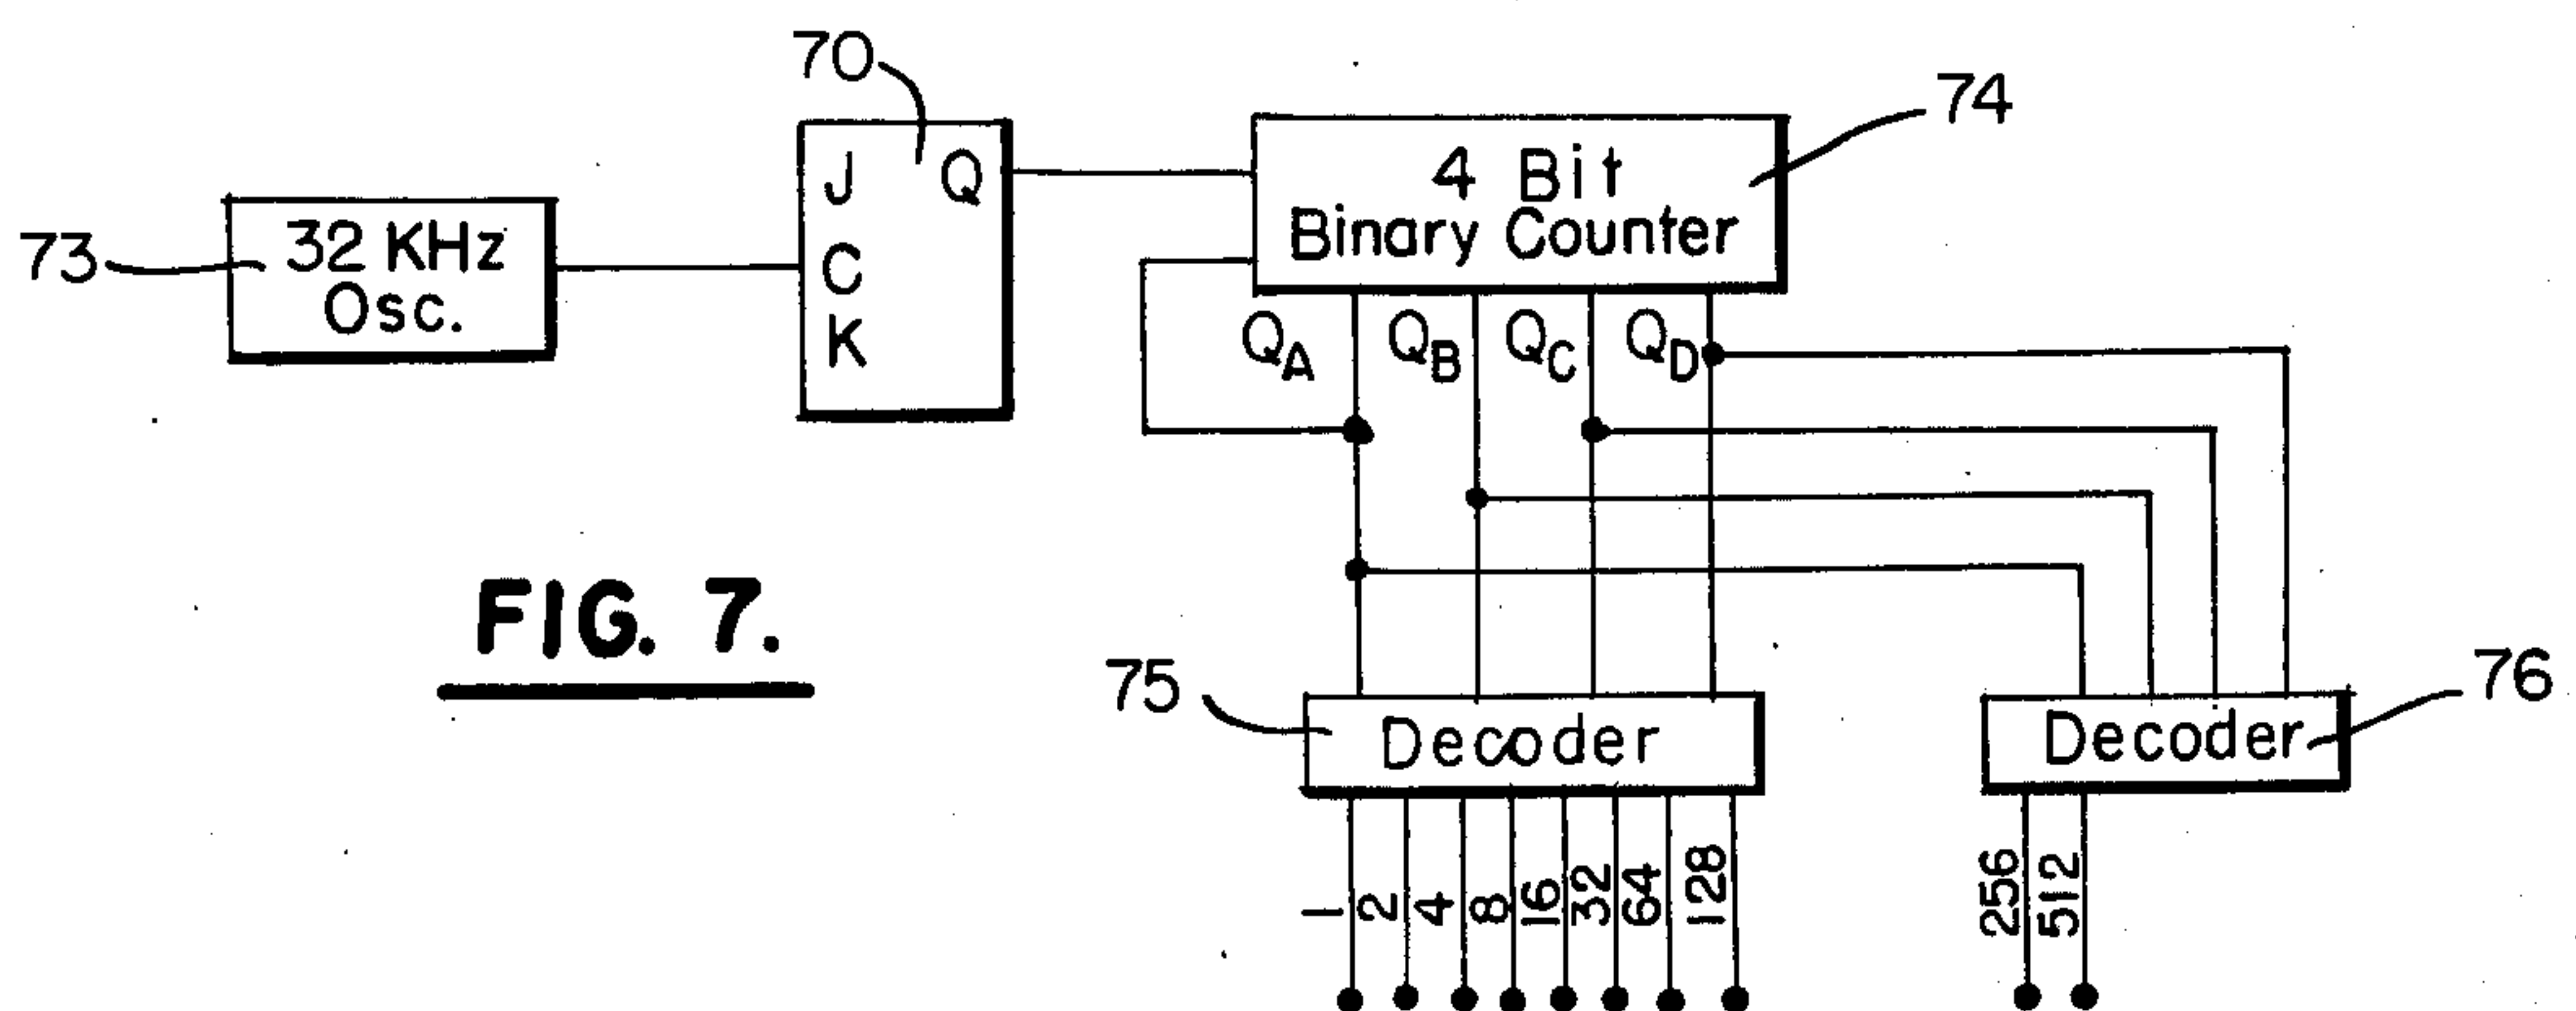 70
74
73
32 KHz
Osc.
J Q
C
K
4 Bit
Binary Counter
QA QB QC QD
FIG. 7.
75
Decoder
76
Decoder
1 2 4 8 16 32 64 128
256 512